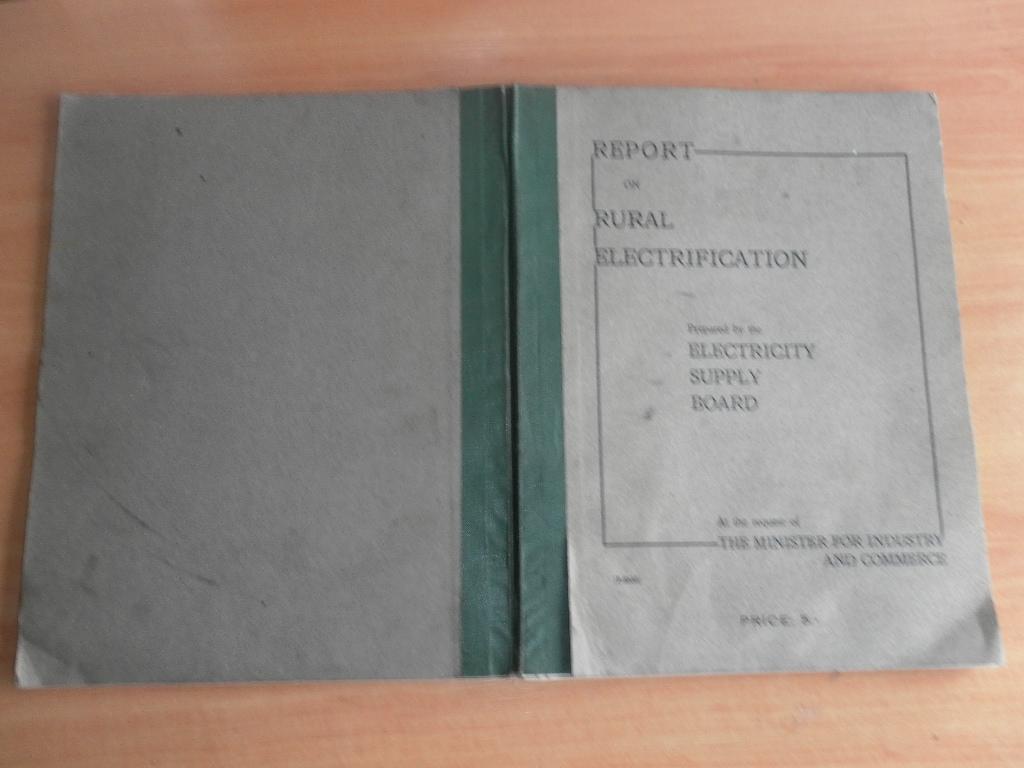 REPORT
ON
RURAL
ELECTRIFICATION
Prepared by the
ELECTRICITY
SUPPLY
BOARD
At the request of
THE MINISTER FOR INDUSTRY
AND COMMERCE
PRICE: